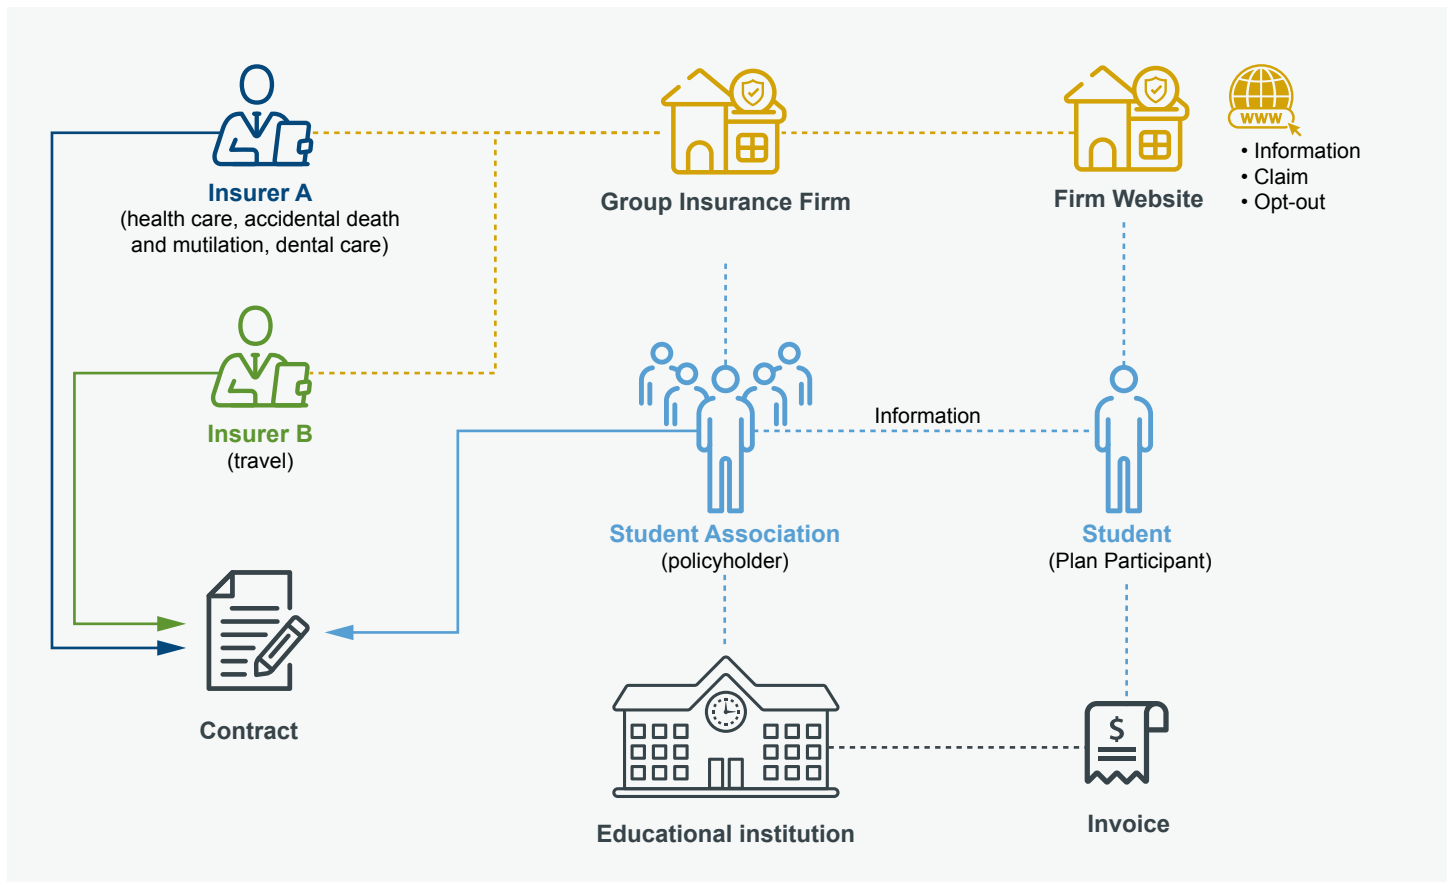 WWW
• Information
• Claim
• Opt-out
Insurer A
(health care, accidental death
and mutilation, dental care)
Group Insurance Firm
Firm Website
Insurer B
(travel)
Information
Student Association
(policyholder)
Student
(Plan Participant)
Contract
$
Educational institution
Invoice